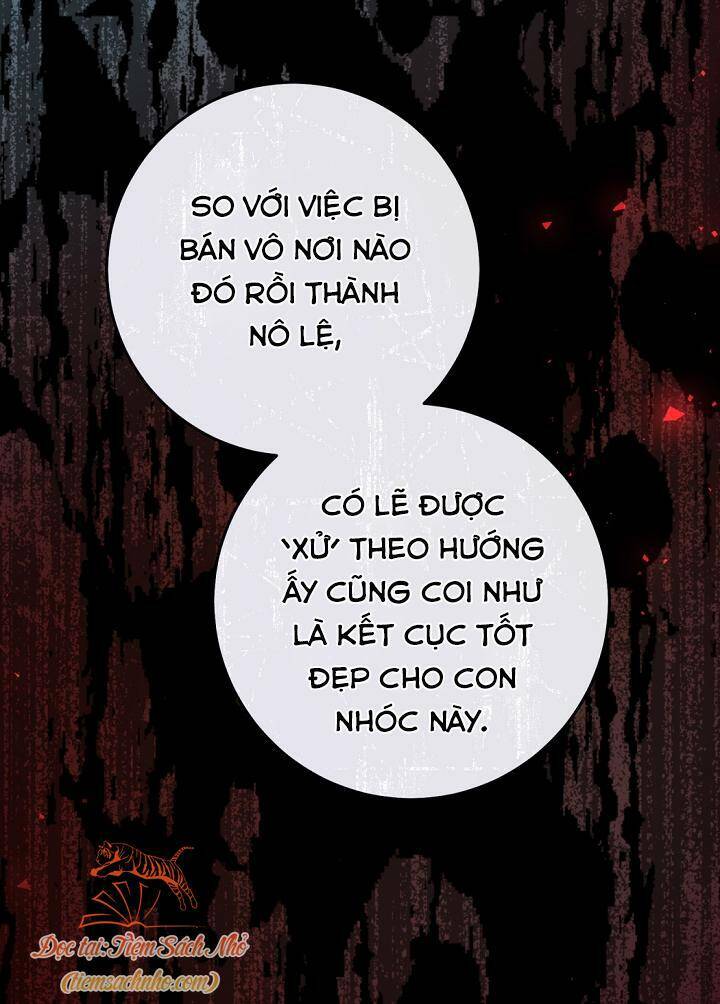 SO VỚI VIỆC BỊ
BÁN VÔ NƠI NÀO
ĐÓ RỒI THÀNH
NÔ LỆ,
CÓ LẼ ĐƯỢC
‘XỬ’ THEO HƯỚNG
ẤY CŨNG COI NHƯ
LÀ KẾT CỤC TỐT
ĐẸP CHO CON
NHÓC NÀY.
Đọc tại: Tiệm Sách Nhỏ
(tiemsachnho.com)